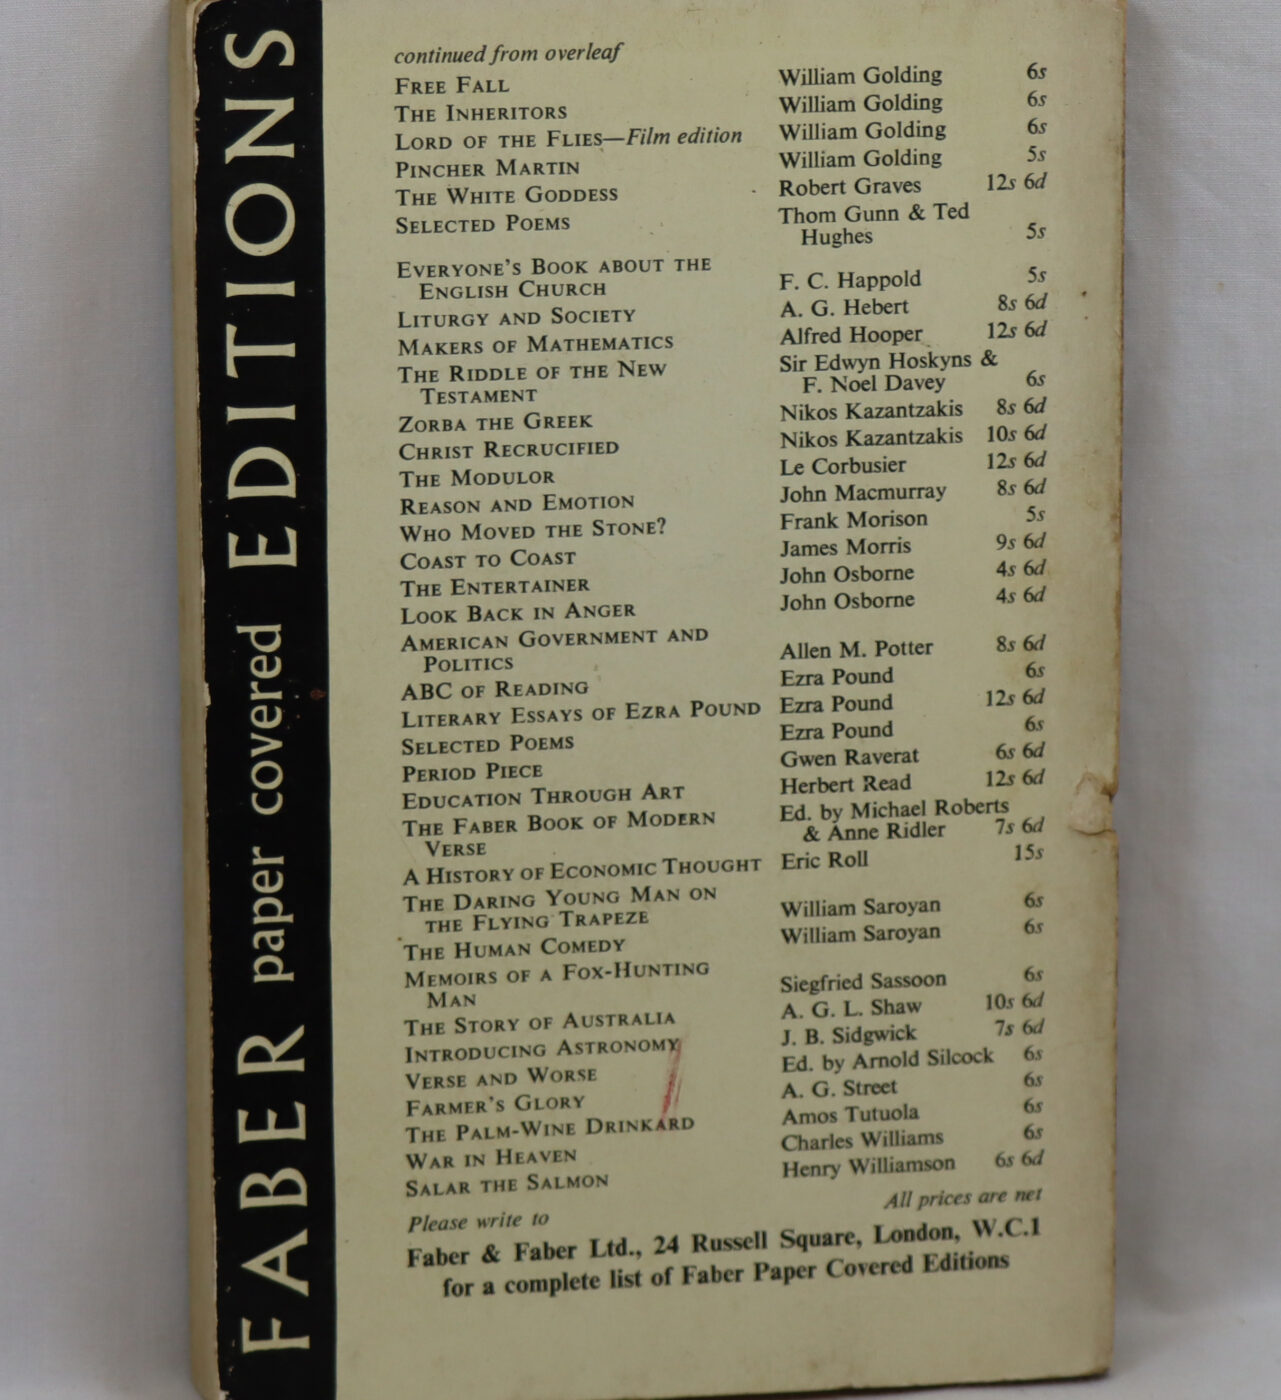 FABER paper covered EDITIONS
continued from overleaf
FREE FALL William Golding 6s
THE INHERITORS William Golding 6s
LORD OF THE FLIES—Film edition William Golding 6s
PINCHER MARTIN William Golding 5s
THE WHITE GODDESS Robert Graves 12s 6d
SELECTED POEMS Thom Gunn & Ted
Hughes 5s
EVERYONE'S BOOK ABOUT THE
ENGLISH CHURCH F. C. Happold 5s
LITURGY AND SOCIETY A. G. Hebert 8s 6d
MAKERS OF MATHEMATICS Alfred Hooper 12s 6d
THE RIDDLE OF THE NEW Sir Edwyn Hoskyns &
TESTAMENT F. Noel Davey 6s
ZORBA THE GREEK Nikos Kazantzakis 8s 6d
CHRIST RECRUCIFIED Nikos Kazantzakis 10s 6d
THE MODULOR Le Corbusier 12s 6d
REASON AND EMOTION John Macmurray 8s 6d
WHO MOVED THE STONE? Frank Morison 5s
COAST TO COAST James Morris 9s 6d
THE ENTERTAINER John Osborne 4s 6d
LOOK BACK IN ANGER John Osborne 4s 6d
AMERICAN GOVERNMENT AND
POLITICS Allen M. Potter 8s 6d
ABC OF READING Ezra Pound 6s
LITERARY ESSAYS OF EZRA POUND Ezra Pound 12s 6d
SELECTED POEMS Ezra Pound 6s
PERIOD PIECE Gwen Raverat 6s 6d
EDUCATION THROUGH ART Herbert Read 12s 6d
THE FABER BOOK OF MODERN Ed. by Michael Roberts
VERSE & Anne Ridler 7s 6d
A HISTORY OF ECONOMIC THOUGHT Eric Roll 15s
THE DARING YOUNG MAN ON
THE FLYING TRAPEZE William Saroyan 6s
THE HUMAN COMEDY William Saroyan 6s
MEMOIRS OF A FOX-HUNTING
MAN Siegfried Sassoon 6s
THE STORY OF AUSTRALIA A. G. L. Shaw 10s 6d
INTRODUCING ASTRONOMY J. B. Sidgwick 7s 6d
VERSE AND WORSE Ed. by Arnold Silcock 6s
FARMER'S GLORY A. G. Street 6s
THE PALM-WINE DRINKARD Amos Tutuola 6s
WAR IN HEAVEN Charles Williams 6s
SALAR THE SALMON Henry Williamson 6s 6d
All prices are net
Please write to
Faber & Faber Ltd., 24 Russell Square, London, W.C.1
for a complete list of Faber Paper Covered Editions